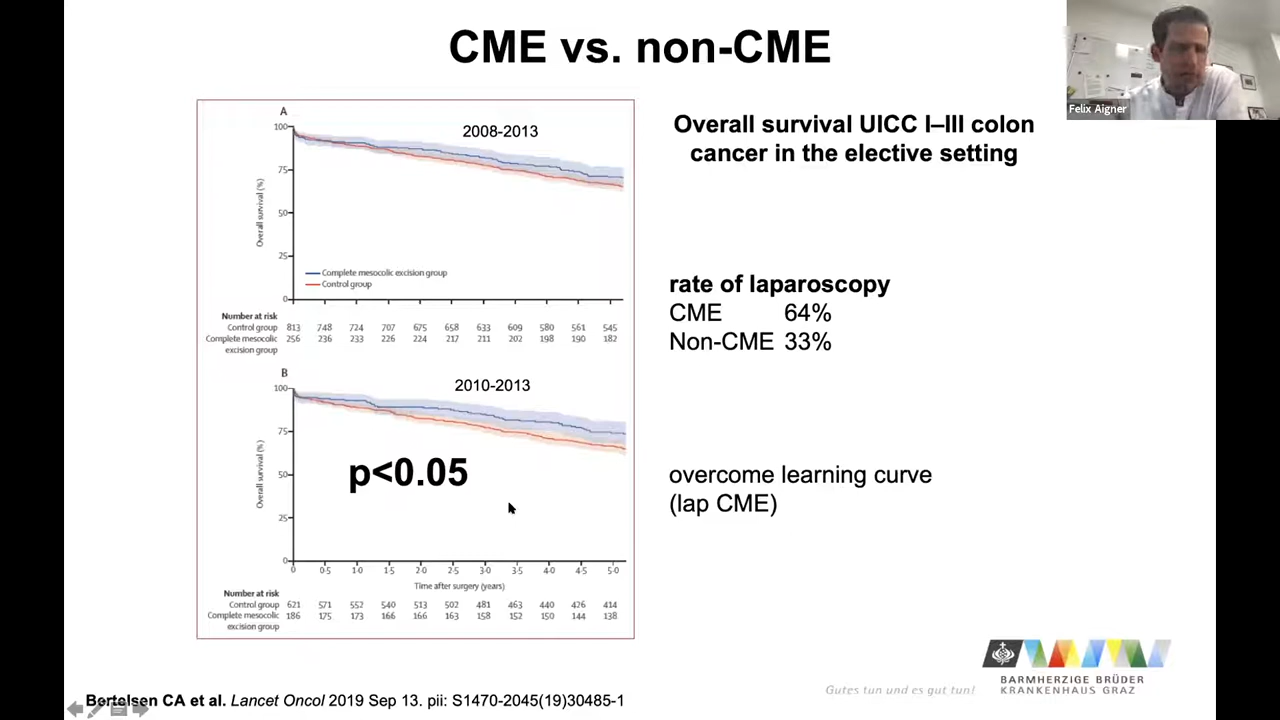 CME vs. non-CME
Felix Aigner
A
2008-2013
100
75
50
25
0
Overall survival (%)
Complete mesocolic excision group
Control group
Number at risk
Control group 813 748 724 707 675 658 633 609 580 561 545
Complete mesocolic 256 236 233 226 224 217 211 202 198 190 182
excision group
B
2010-2013
100
75
50
25
0
Overall survival (%)
p<0.05
0 0·5 1·0 1·5 2·0 2·5 3·0 3·5 4·0 4·5 5·0
Time after surgery (years)
Number at risk
Control group 621 571 552 540 513 502 481 463 440 426 414
Complete mesocolic 186 175 173 166 166 163 158 152 150 144 138
excision group
Overall survival UICC I–III colon
cancer in the elective setting
rate of laparoscopy
CME 64%
Non-CME 33%
overcome learning curve
(lap CME)
Gutes tun und es gut tun!
BARMHERZIGE BRÜDER
KRANKENHAUS GRAZ
Bertelsen CA et al. Lancet Oncol 2019 Sep 13. pii: S1470-2045(19)30485-1